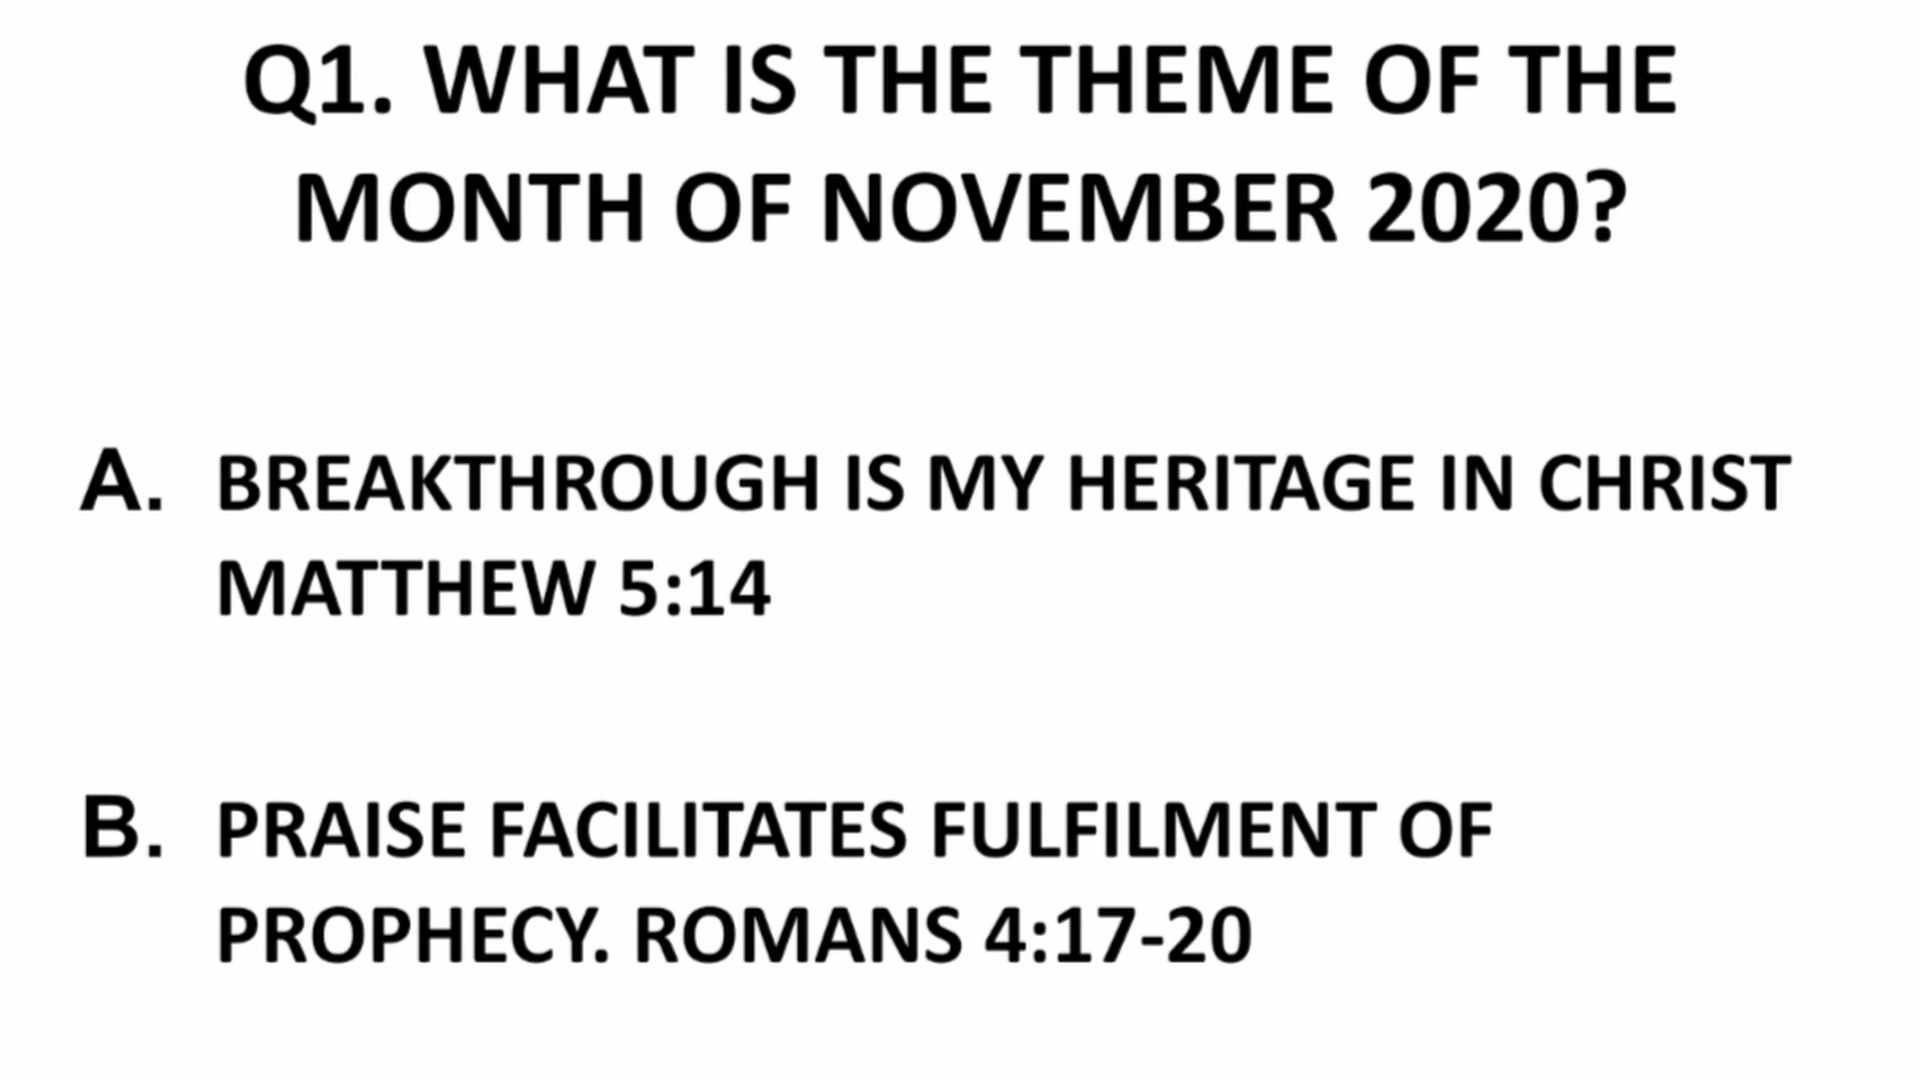 Q1. WHAT IS THE THEME OF THE
MONTH OF NOVEMBER 2020?
A. BREAKTHROUGH IS MY HERITAGE IN CHRIST
MATTHEW 5:14
B. PRAISE FACILITATES FULFILMENT OF
PROPHECY. ROMANS 4:17-20